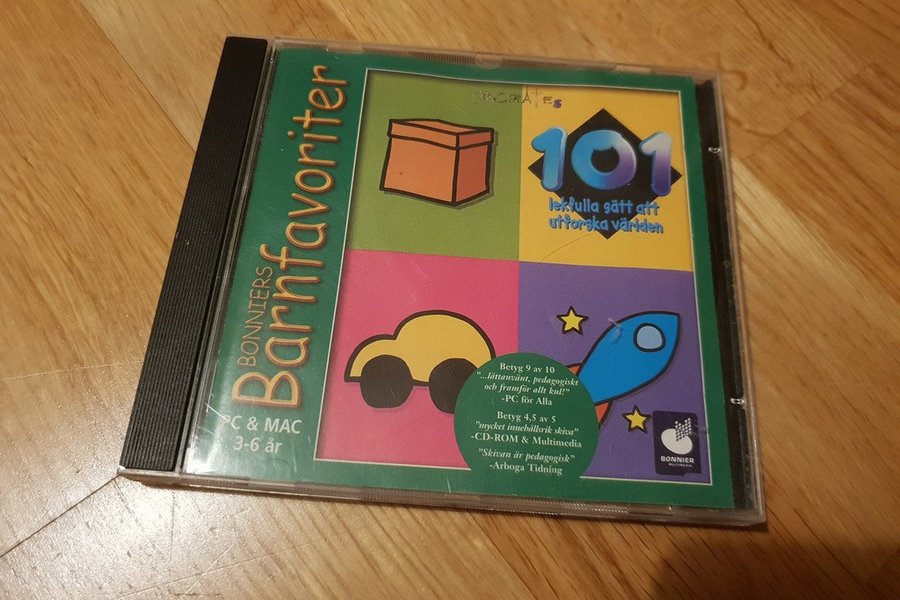 BONNIERS
Barnfavoriter
PC & MAC
3-6 år
101
lekfulla sätt att
utforska världen
Betyg 9 av 10
"...lättanvänt, pedagogiskt
och framför allt kul!"
-PC för Alla
Betyg 4,5 av 5
"mycket innehållsrik skiva"
-CD-ROM & Multimedia
"Skivan är pedagogisk"
-Arboga Tidning
BONNIER
MULTIMEDIA